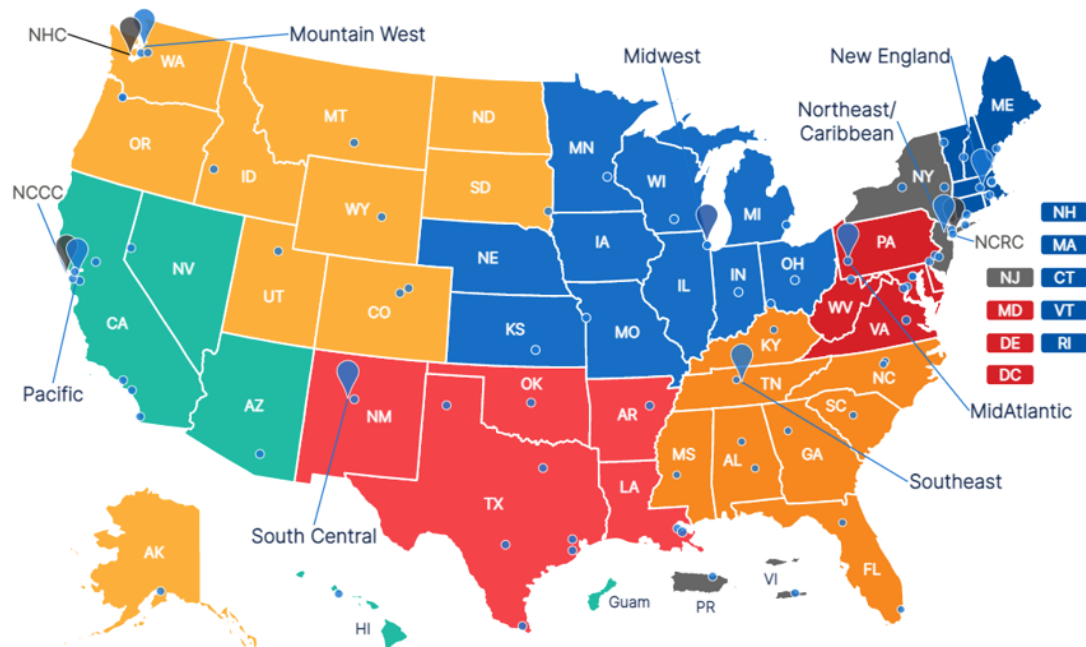 NHC
Mountain West
Midwest
New England
Northeast/
Caribbean
WA
MT
ND
MN
ME
OR
ID
SD
WI
MI
NY
NCCC
WY
NH
NV
NE
IA
PA
NCRC
MA
UT
CO
IL
IN
OH
NJ
CT
CA
KS
MO
WV
VA
MD
VT
KY
DE
RI
Pacific
AZ
NM
OK
AR
TN
NC
DC
SC
MidAtlantic
MS
AL
GA
TX
LA
Southeast
South Central
AK
FL
Guam
VI
PR
HI